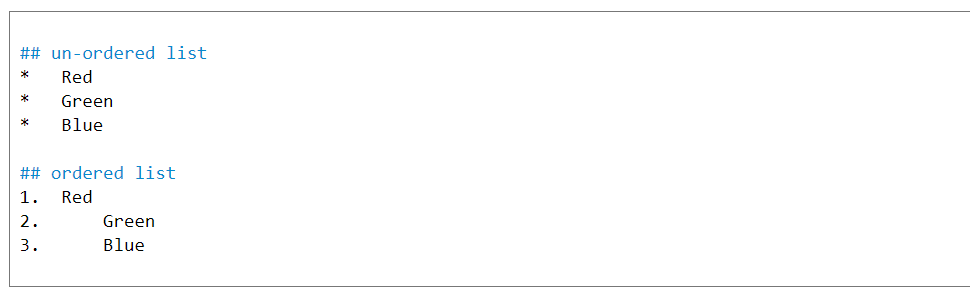 ## un-ordered list
*   Red
*   Green
*   Blue
## ordered list
1.  Red
2.      Green
3.      Blue